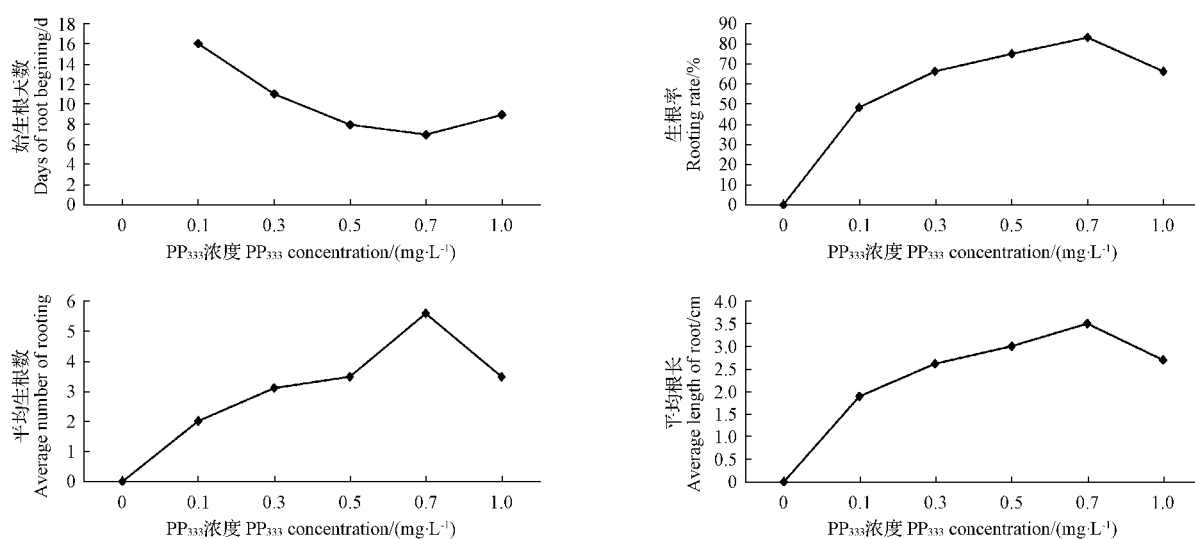 始生根天数
Days of root begining/d
18
16
14
12
10
8
6
4
2
0
0 0.1 0.3 0.5 0.7 1.0
PP₃₃₃浓度 PP₃₃₃ concentration/(mg·L⁻¹)
生根率
Rooting rate/%
90
80
70
60
50
40
30
20
10
0
0 0.1 0.3 0.5 0.7 1.0
PP₃₃₃浓度 PP₃₃₃ concentration/(mg·L⁻¹)
平均生根数
Average number of rooting
6
5
4
3
2
1
0
0 0.1 0.3 0.5 0.7 1.0
PP₃₃₃浓度 PP₃₃₃ concentration/(mg·L⁻¹)
平均根长
Average length of root/cm
4.0
3.5
3.0
2.5
2.0
1.5
1.0
0.5
0
0 0.1 0.3 0.5 0.7 1.0
PP₃₃₃浓度 PP₃₃₃ concentration/(mg·L⁻¹)